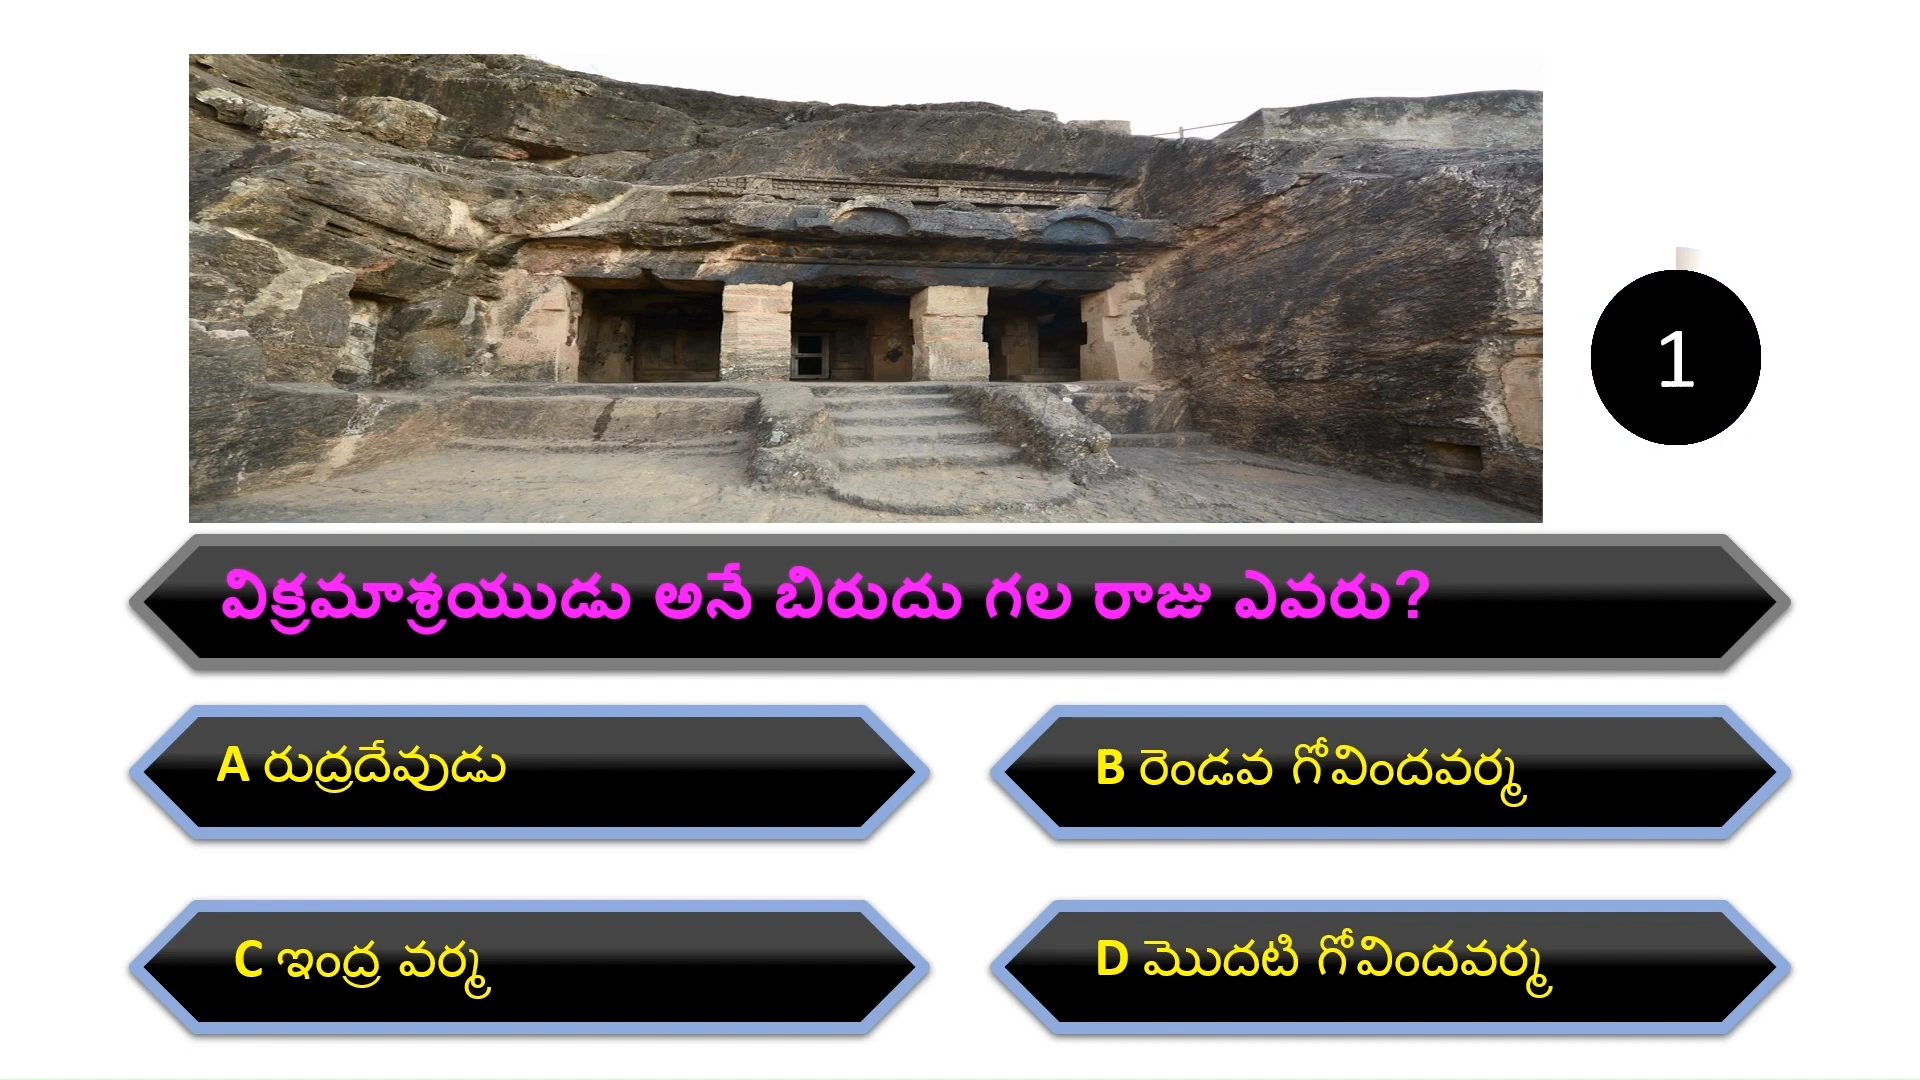 1
విక్రమాశ్రయుడు అనే బిరుదు గల రాజు ఎవరు?
A రుద్రదేవుడు
B రెండవ గోవిందవర్మ
C ఇంద్ర వర్మ
D మొదటి గోవిందవర్మ